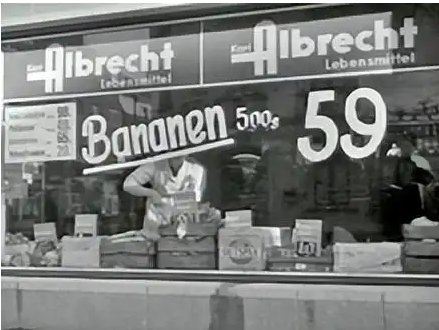 Karl Albrecht
Lebensmittel
Karl Albrecht
Lebensmittel
Bananen 500g 59